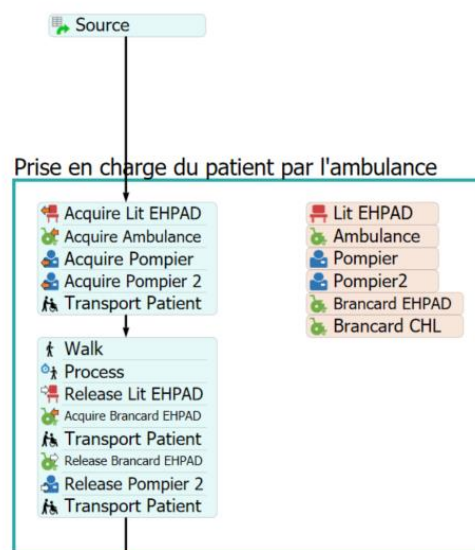 Source
Prise en charge du patient par l'ambulance
Acquire Lit EHPAD
Acquire Ambulance
Acquire Pompier
Acquire Pompier 2
Transport Patient
Lit EHPAD
Ambulance
Pompier
Pompier2
Brancard EHPAD
Brancard CHL
Walk
Process
Release Lit EHPAD
Acquire Brancard EHPAD
Transport Patient
Release Brancard EHPAD
Release Pompier 2
Transport Patient